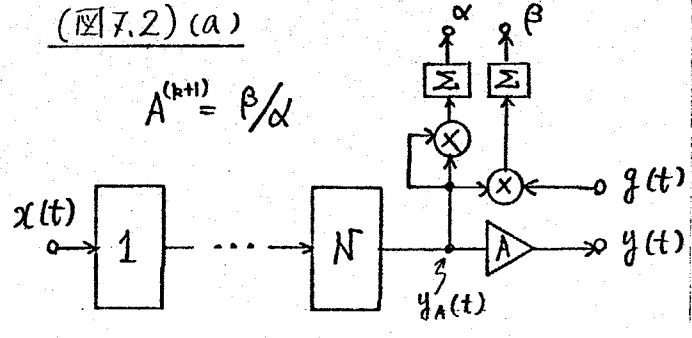 (図7.2)(a)
α β
A^(k+1) = β/α
Σ Σ
×
× g(t)
x(t) 1 ... N A y(t)
y_A(t)